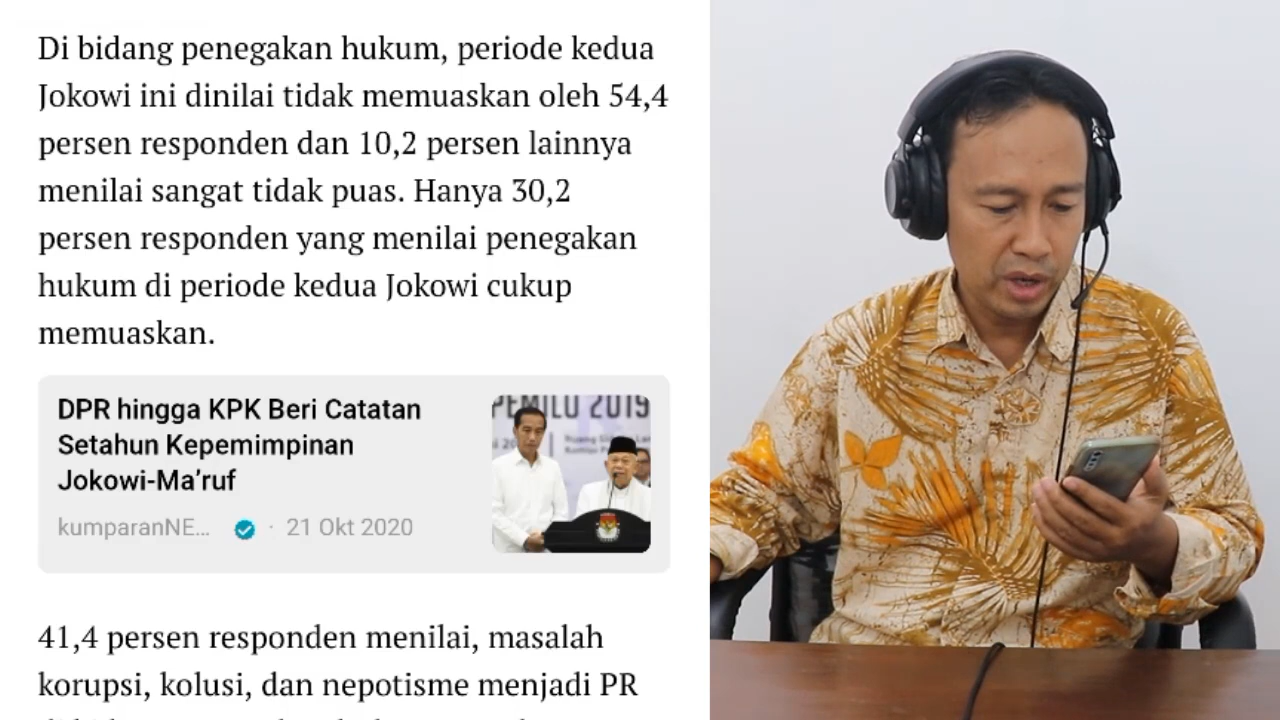 Di bidang penegakan hukum, periode kedua
Jokowi ini dinilai tidak memuaskan oleh 54,4
persen responden dan 10,2 persen lainnya
menilai sangat tidak puas. Hanya 30,2
persen responden yang menilai penegakan
hukum di periode kedua Jokowi cukup
memuaskan.
DPR hingga KPK Beri Catatan
Setahun Kepemimpinan
Jokowi-Ma’ruf
kumparanNE... · 21 Okt 2020
PEMILU 2019
41,4 persen responden menilai, masalah
korupsi, kolusi, dan nepotisme menjadi PR